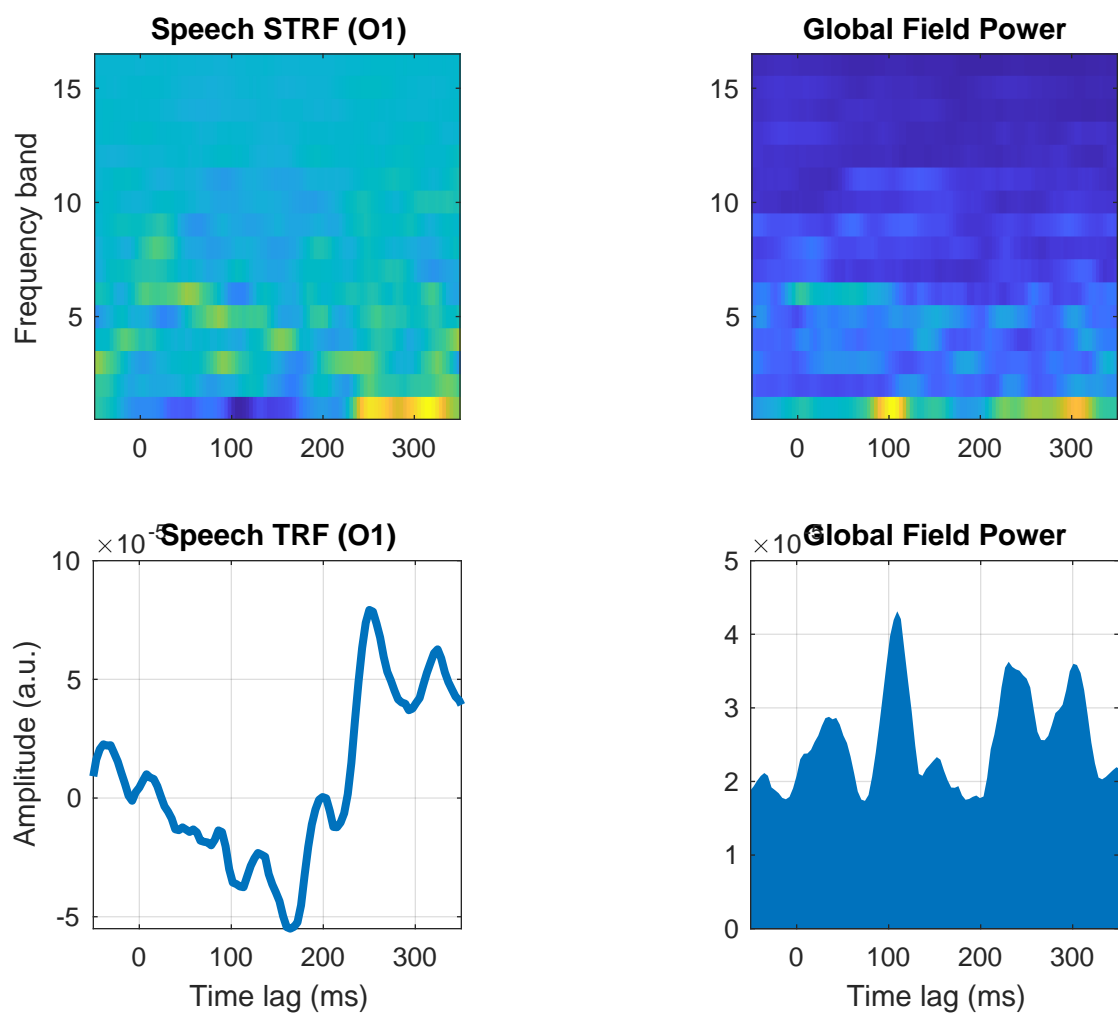 Speech STRF (O1)
Global Field Power
Frequency band
15
10
5
0 100 200 300
15
10
5
0 100 200 300
×10-5
Speech TRF (O1)
Global Field Power
×10-5
Amplitude (a.u.)
10
5
0
-5
0 100 200 300
Time lag (ms)
5
4
3
2
1
0
0 100 200 300
Time lag (ms)